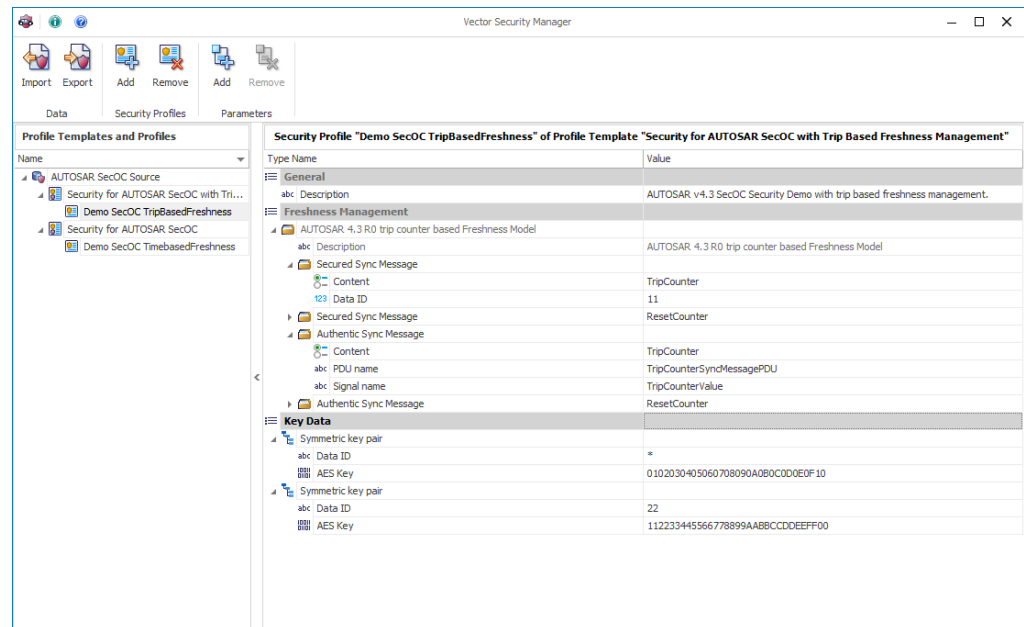 Vector Security Manager
Import Export Add Remove Add Remove
Data Security Profiles Parameters
Profile Templates and Profiles
Name
AUTOSAR SecOC Source
Security for AUTOSAR SecOC with Tri...
Demo SecOC TripBasedFreshness
Security for AUTOSAR SecOC
Demo SecOC TimebasedFreshness
Security Profile "Demo SecOC TripBasedFreshness" of Profile Template "Security for AUTOSAR SecOC with Trip Based Freshness Management"
Type Name Value
General
abc Description AUTOSAR v4.3 SecOC Security Demo with trip based freshness management.
Freshness Management
AUTOSAR 4.3 R0 trip counter based Freshness Model
abc Description AUTOSAR 4.3 R0 trip counter based Freshness Model
Secured Sync Message
Content TripCounter
123 Data ID 11
Secured Sync Message ResetCounter
Authentic Sync Message
Content TripCounter
abc PDU name TripCounterSyncMessagePDU
abc Signal name TripCounterValue
Authentic Sync Message ResetCounter
Key Data
Symmetric key pair
abc Data ID *
AES Key 0102030405060708090A0B0C0D0E0F10
Symmetric key pair
abc Data ID 22
AES Key 112233445566778899AABBCCDDEEFF00